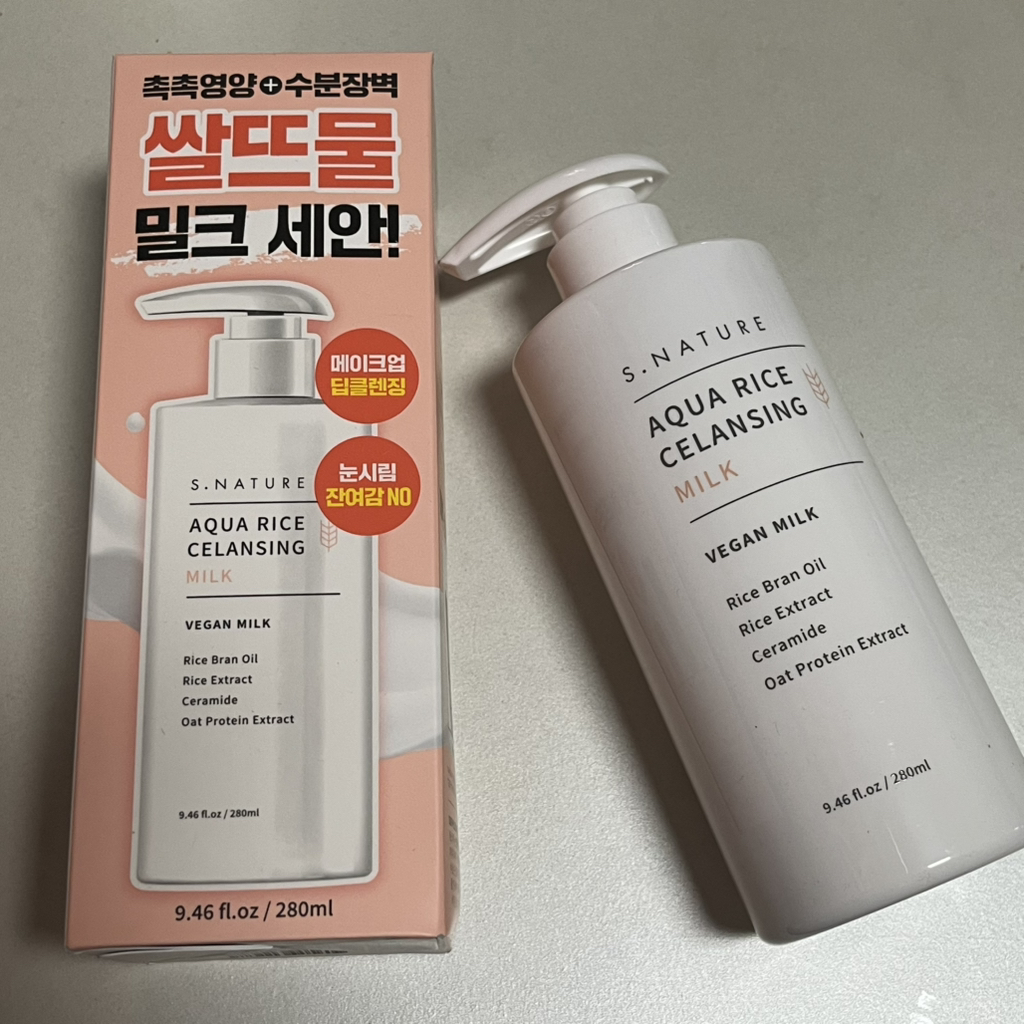 촉촉영양+수분장벽
쌀뜨물
밀크 세안!
메이크업
딥클렌징
눈시림
잔여감 NO
S.NATURE
AQUA RICE
CELANSING
MILK
VEGAN MILK
Rice Bran Oil
Rice Extract
Ceramide
Oat Protein Extract
9.46 fl.oz / 280ml
9.46 fl.oz / 280ml
S.NATURE
AQUA RICE
CELANSING
MILK
VEGAN MILK
Rice Bran Oil
Rice Extract
Ceramide
Oat Protein Extract
9.46 fl.oz / 280ml